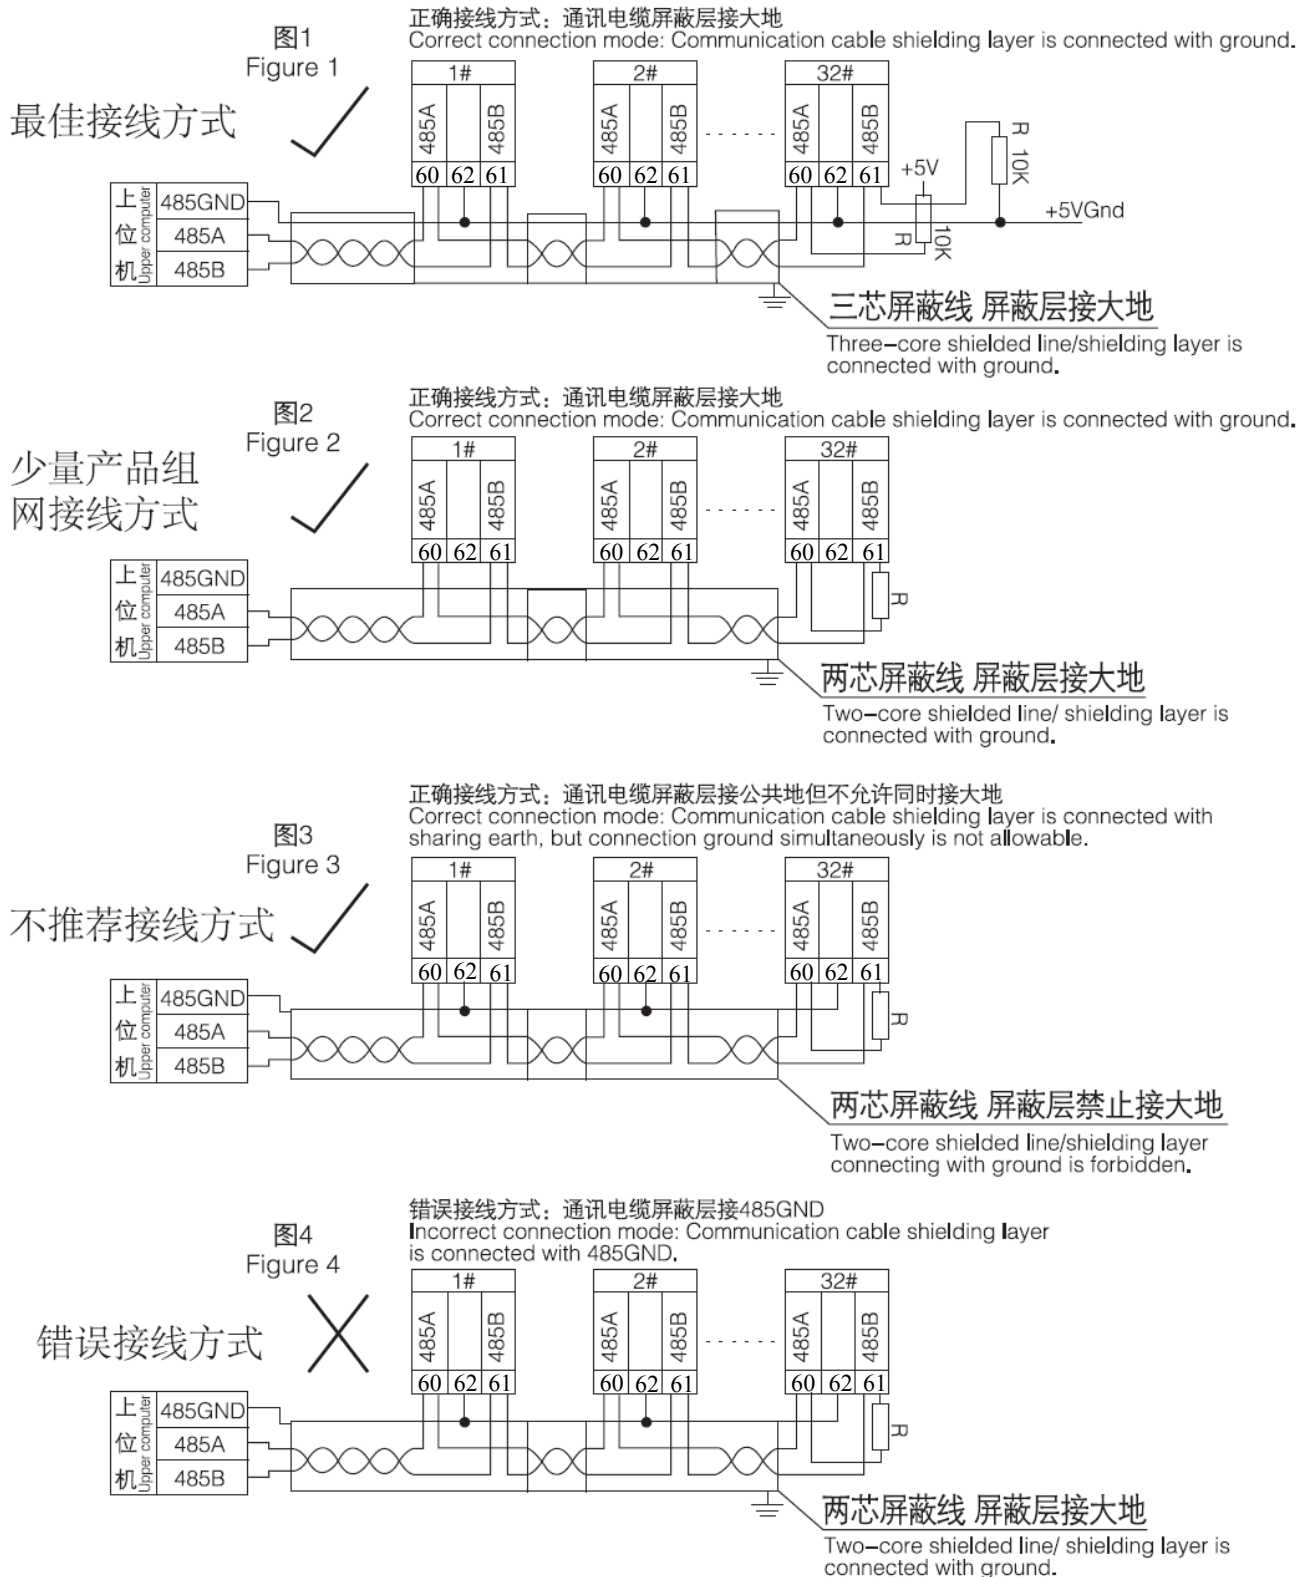 图1
Figure 1
正确接线方式：通讯电缆屏蔽层接大地
Correct connection mode: Communication cable shielding layer is connected with ground.
最佳接线方式
1#
2#
32#
485A
485B
485A
485B
485A
485B
60 62 61
60 62 61
60 62 61
+5V
R 10K
R 10K
+5VGnd
上位机
Upper computer
485GND
485A
485B
三芯屏蔽线 屏蔽层接大地
Three-core shielded line/shielding layer is
connected with ground.
图2
Figure 2
正确接线方式：通讯电缆屏蔽层接大地
Correct connection mode: Communication cable shielding layer is connected with ground.
少量产品组
网接线方式
1#
2#
32#
485A
485B
485A
485B
485A
485B
60 62 61
60 62 61
60 62 61
R
上位机
Upper computer
485GND
485A
485B
两芯屏蔽线 屏蔽层接大地
Two-core shielded line/ shielding layer is
connected with ground.
图3
Figure 3
正确接线方式：通讯电缆屏蔽层接公共地但不允许同时接大地
Correct connection mode: Communication cable shielding layer is connected with
sharing earth, but connection ground simultaneously is not allowable.
不推荐接线方式
1#
2#
32#
485A
485B
485A
485B
485A
485B
60 62 61
60 62 61
60 62 61
R
上位机
Upper computer
485GND
485A
485B
两芯屏蔽线 屏蔽层禁止接大地
Two-core shielded line/shielding layer
connecting with ground is forbidden.
图4
Figure 4
错误接线方式：通讯电缆屏蔽层接485GND
Incorrect connection mode: Communication cable shielding layer
is connected with 485GND.
错误接线方式
1#
2#
32#
485A
485B
485A
485B
485A
485B
60 62 61
60 62 61
60 62 61
R
上位机
Upper computer
485GND
485A
485B
两芯屏蔽线 屏蔽层接大地
Two-core shielded line/ shielding layer is
connected with ground.